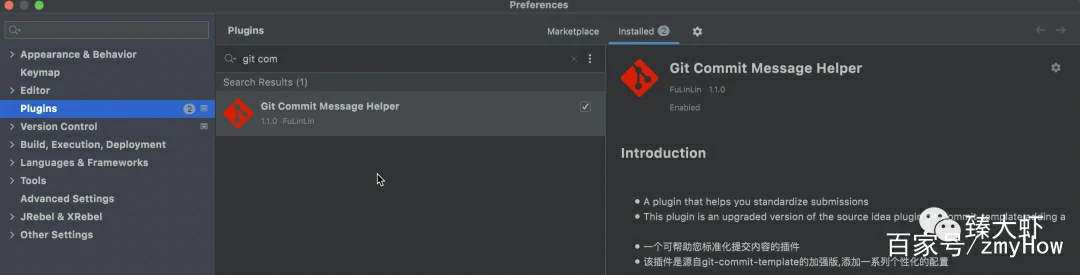 Preferences
Plugins
Marketplace
Installed 2
Appearance & Behavior
Keymap
Editor
Plugins 2
Version Control
Build, Execution, Deployment
Languages & Frameworks
Tools
Advanced Settings
JRebel & XRebel
Other Settings
git com
Search Results (1)
Git Commit Message Helper
1.1.0 FuLinLin
Git Commit Message Helper
FuLinLin 1.1.0
Enabled
Introduction
A plugin that helps you standardize submissions
This plugin is an upgraded version of the source idea plugin commit-template adding a
一个可帮助您标准化提交内容的插件
该插件是源自git-commit-template的加强版,添加一系列个性化的配置
臻大虾
百家号/zmyHow